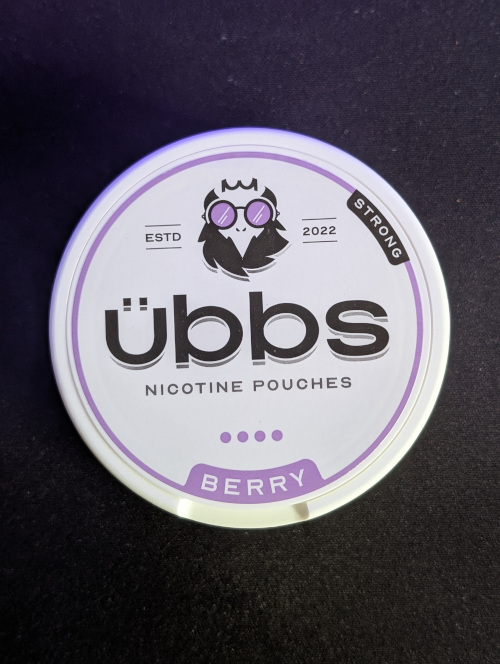 ESTD
2022
STRONG
übbs
NICOTINE POUCHES
BERRY